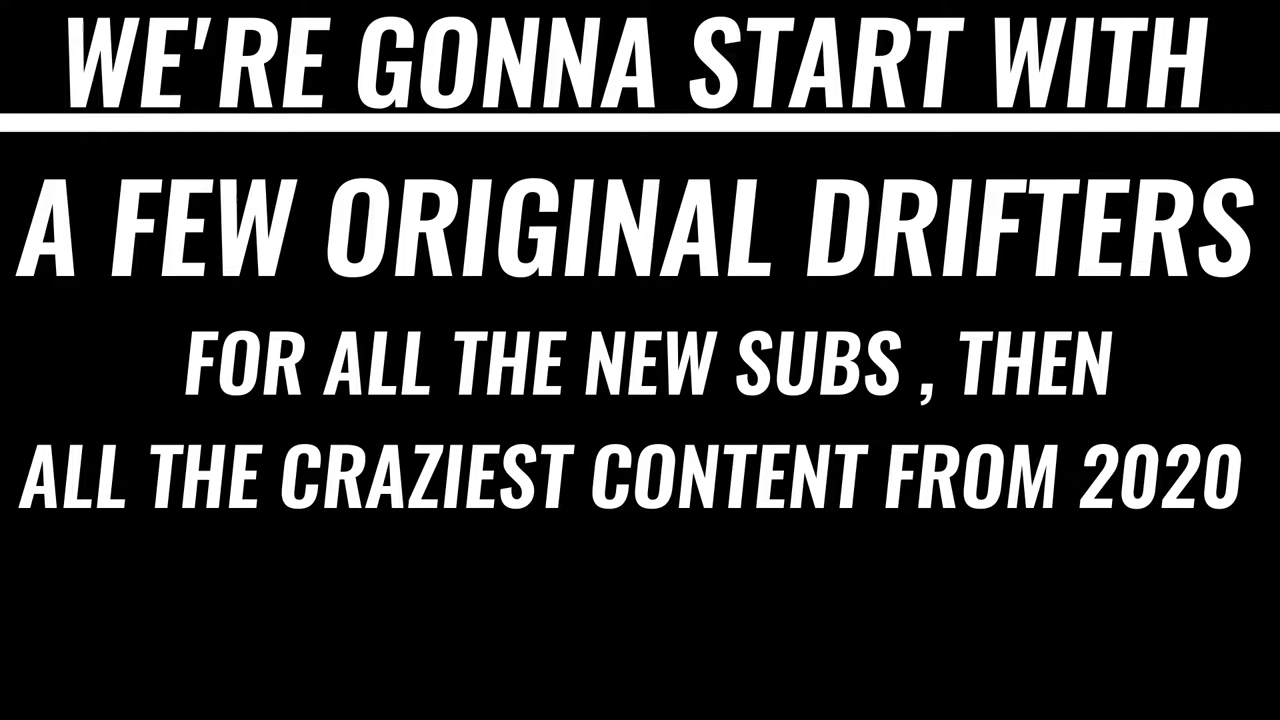 WE'RE GONNA START WITH
A FEW ORIGINAL DRIFTERS
FOR ALL THE NEW SUBS , THEN
ALL THE CRAZIEST CONTENT FROM 2020